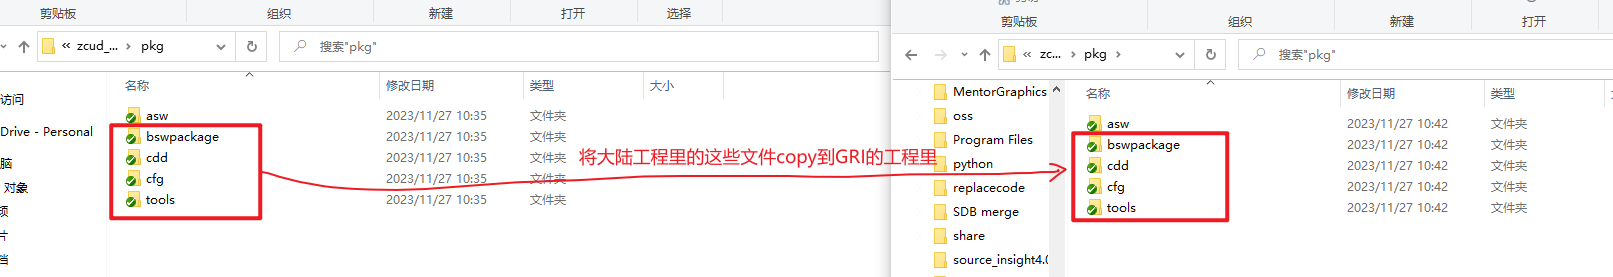 剪贴板 组织 新建 打开 选择
« zcud_... › pkg 搜索"pkg"
名称 修改日期 类型 大小
访问
Drive - Personal
脑
对象
频
片
档
asw 2023/11/27 10:35 文件夹
bswpackage 2023/11/27 10:35 文件夹
cdd 2023/11/27 10:35 文件夹
cfg 2023/11/27 10:35 文件夹
tools 2023/11/27 10:35 文件夹
将大陆工程里的这些文件copy到GRI的工程里
剪贴板 组织 新建 打开
« zc... › pkg › 搜索"pkg"
MentorGraphics
oss
Program Files
python
replacecode
SDB merge
share
source_insight4.0
名称 修改日期 类型
asw 2023/11/27 10:42 文件夹
bswpackage 2023/11/27 10:42 文件夹
cdd 2023/11/27 10:42 文件夹
cfg 2023/11/27 10:42 文件夹
tools 2023/11/27 10:42 文件夹